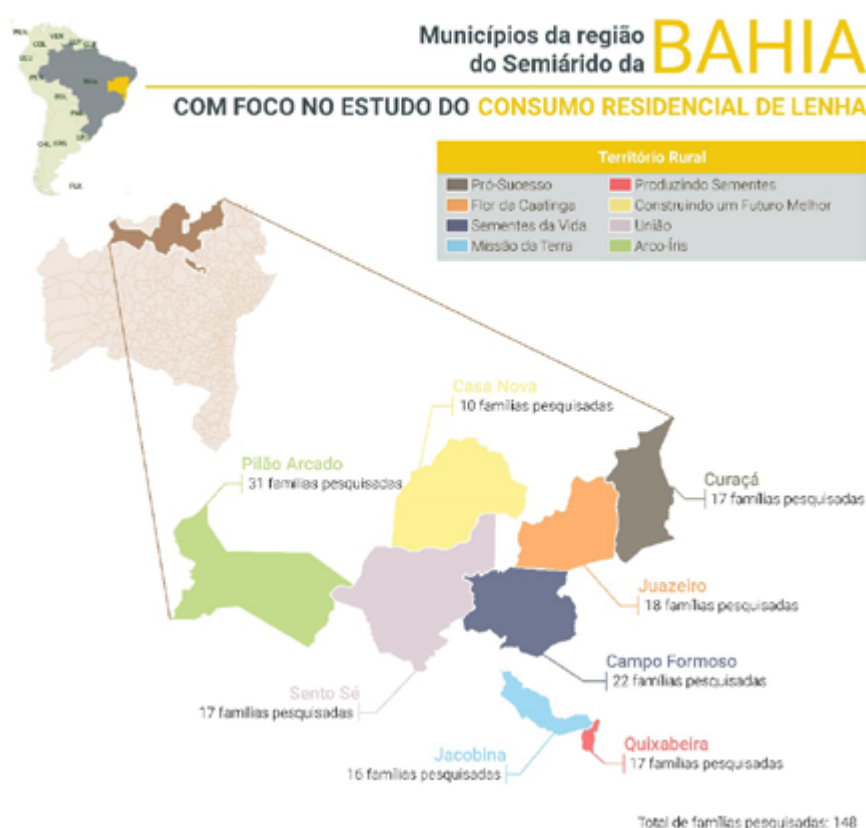 Municípios da região
do Semiárido da
BAHIA
COM FOCO NO ESTUDO DO CONSUMO RESIDENCIAL DE LENHA
Território Rural
Pró-Sucesso
Produzindo Sementes
Flor da Caatinga
Construindo um Futuro Melhor
Sementes da Vida
União
Missão da Terra
Arco-Íris
Casa Nova
10 famílias pesquisadas
Pilão Arcado
31 famílias pesquisadas
Curaçá
17 famílias pesquisadas
Juazeiro
18 famílias pesquisadas
Campo Formoso
22 famílias pesquisadas
Sento Sé
17 famílias pesquisadas
Jacobina
16 famílias pesquisadas
Quixabeira
17 famílias pesquisadas
Total de famílias pesquisadas: 148